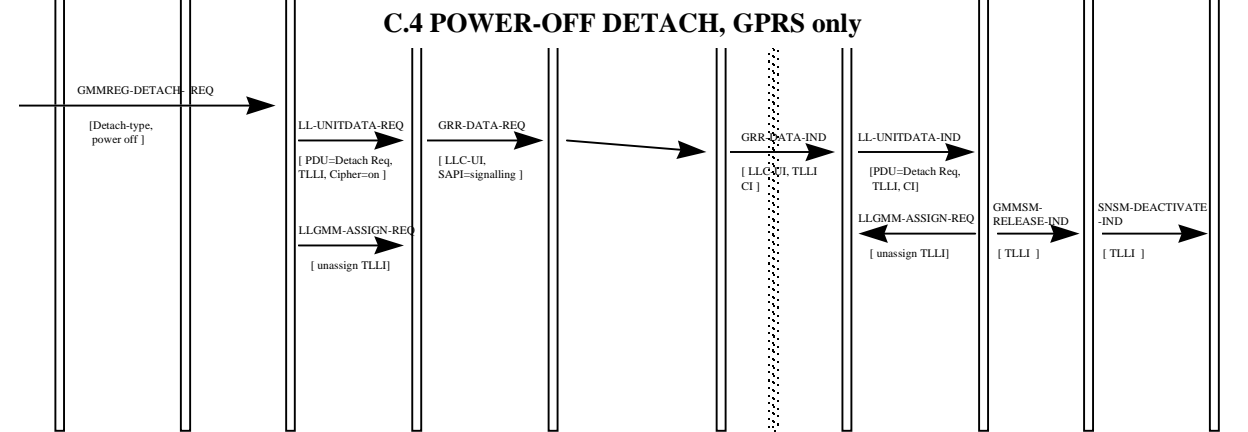 C.4 POWER-OFF DETACH, GPRS only
GMMREG-DETACH- REQ
[Detach-type,
power off ]
LL-UNITDATA-REQ
[ PDU=Detach Req,
TLLI, Cipher=on ]
GRR-DATA-REQ
[ LLC-UI,
SAPI=signalling ]
GRR-DATA-IND
[ LLC-UI, TLLI
CI ]
LL-UNITDATA-IND
[PDU=Detach Req,
TLLI, CI]
LLGMM-ASSIGN-REQ
[ unassign TLLI]
LLGMM-ASSIGN-REQ
[ unassign TLLI]
GMMSM-
RELEASE-IND
[ TLLI ]
SNSM-DEACTIVATE
-IND
[ TLLI ]